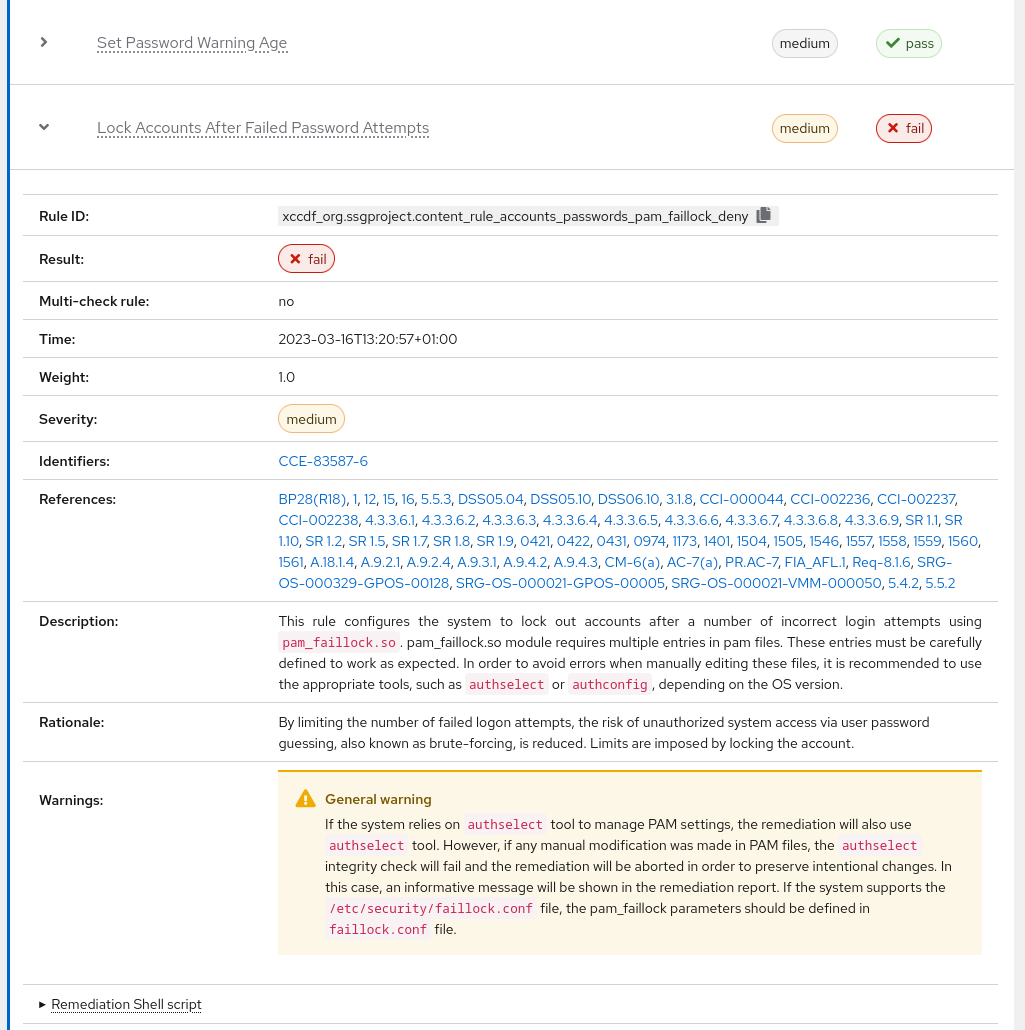 Set Password Warning Age medium pass
Lock Accounts After Failed Password Attempts medium fail
Rule ID: xccdf_org.ssgproject.content_rule_accounts_passwords_pam_faillock_deny
Result: fail
Multi-check rule: no
Time: 2023-03-16T13:20:57+01:00
Weight: 1.0
Severity: medium
Identifiers: CCE-83587-6
References: BP28(R18), 1, 12, 15, 16, 5.5.3, DSS05.04, DSS05.10, DSS06.10, 3.1.8, CCI-000044, CCI-002236, CCI-002237,
CCI-002238, 4.3.3.6.1, 4.3.3.6.2, 4.3.3.6.3, 4.3.3.6.4, 4.3.3.6.5, 4.3.3.6.6, 4.3.3.6.7, 4.3.3.6.8, 4.3.3.6.9, SR 1.1, SR
1.10, SR 1.2, SR 1.5, SR 1.7, SR 1.8, SR 1.9, 0421, 0422, 0431, 0974, 1173, 1401, 1504, 1505, 1546, 1557, 1558, 1559, 1560,
1561, A.18.1.4, A.9.2.1, A.9.2.4, A.9.3.1, A.9.4.2, A.9.4.3, CM-6(a), AC-7(a), PR.AC-7, FIA_AFL.1, Req-8.1.6, SRG-
OS-000329-GPOS-00128, SRG-OS-000021-GPOS-00005, SRG-OS-000021-VMM-000050, 5.4.2, 5.5.2
Description: This rule configures the system to lock out accounts after a number of incorrect login attempts using
pam_faillock.so. pam_faillock.so module requires multiple entries in pam files. These entries must be carefully
defined to work as expected. In order to avoid errors when manually editing these files, it is recommended to use
the appropriate tools, such as authselect or authconfig, depending on the OS version.
Rationale: By limiting the number of failed logon attempts, the risk of unauthorized system access via user password
guessing, also known as brute-forcing, is reduced. Limits are imposed by locking the account.
Warnings: General warning
If the system relies on authselect tool to manage PAM settings, the remediation will also use
authselect tool. However, if any manual modification was made in PAM files, the authselect
integrity check will fail and the remediation will be aborted in order to preserve intentional changes. In
this case, an informative message will be shown in the remediation report. If the system supports the
/etc/security/faillock.conf file, the pam_faillock parameters should be defined in
faillock.conf file.
Remediation Shell script